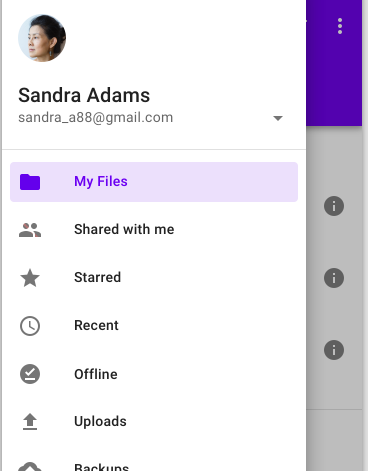 Sandra Adams
sandra_a88@gmail.com
My Files
Shared with me
Starred
Recent
Offline
Uploads
Backups